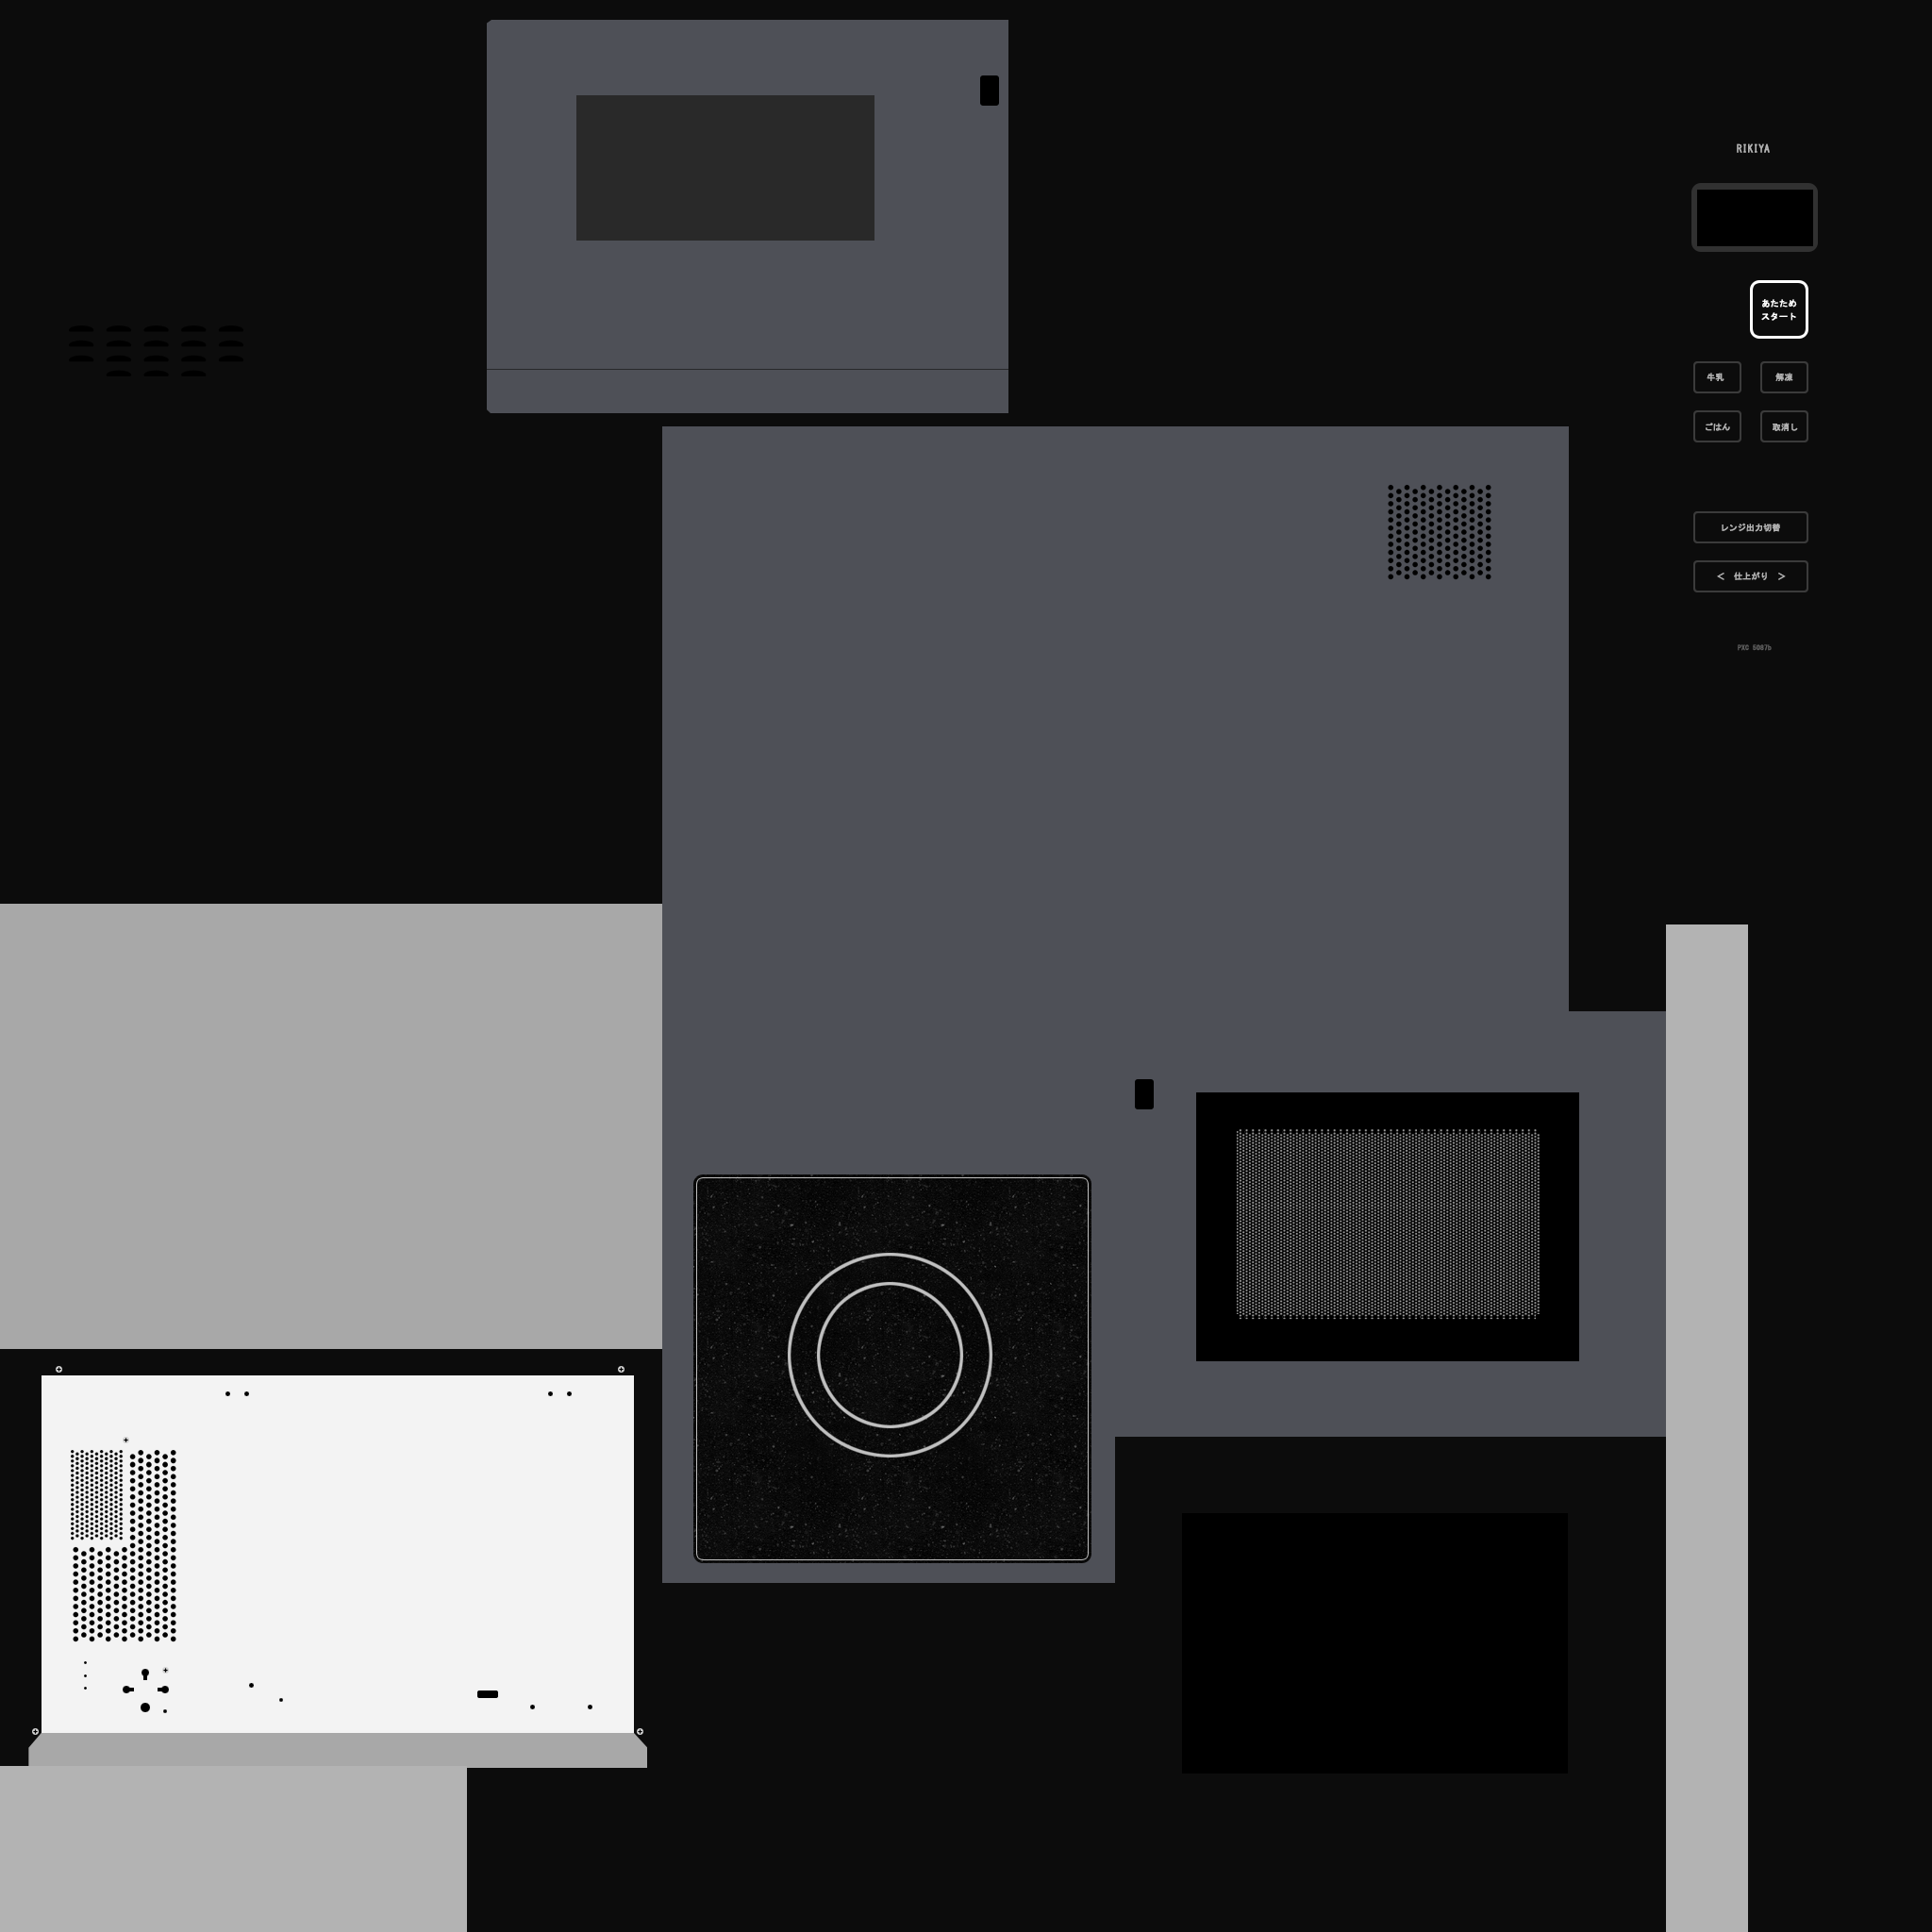 RIKIYA
あたため
スタート
牛乳 解凍
ごはん 取消し
レンジ出力切替
< 仕上がり >
PXC 5087b